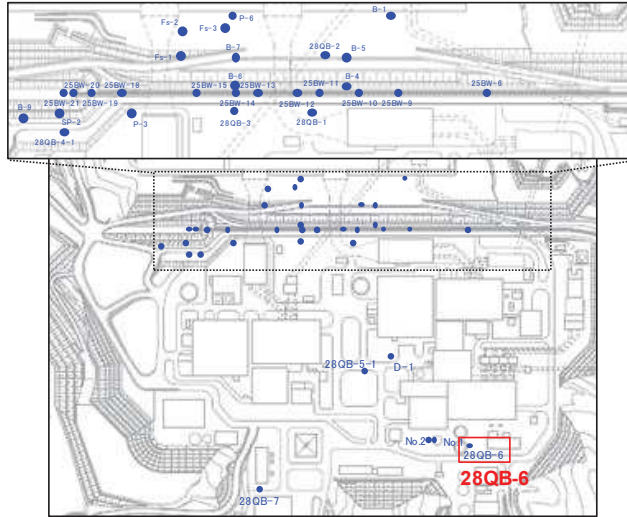 P-6 B-1
Fs-2 Fs-3
28QB-2
B-7 B-5
Fs-1
B-6 B-4
25BW-20 25BW-18 25BW-15 25BW-13 25BW-11 25BW-6
25BW-21 25BW-19 25BW-14 25BW-12 25BW-10 25BW-9
B-9 SP-2 P-3 28QB-3 28QB-1
28QB-4-1
28QB-5-1 D-1
No.2 No.1
28QB-6
28QB-6
28QB-7